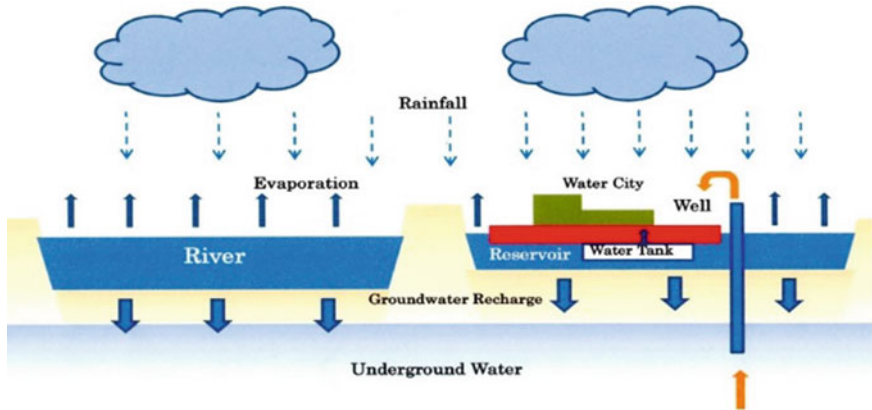 Rainfall
Evaporation
Water City
Well
River
Reservoir
Water Tank
Groundwater Recharge
Underground Water